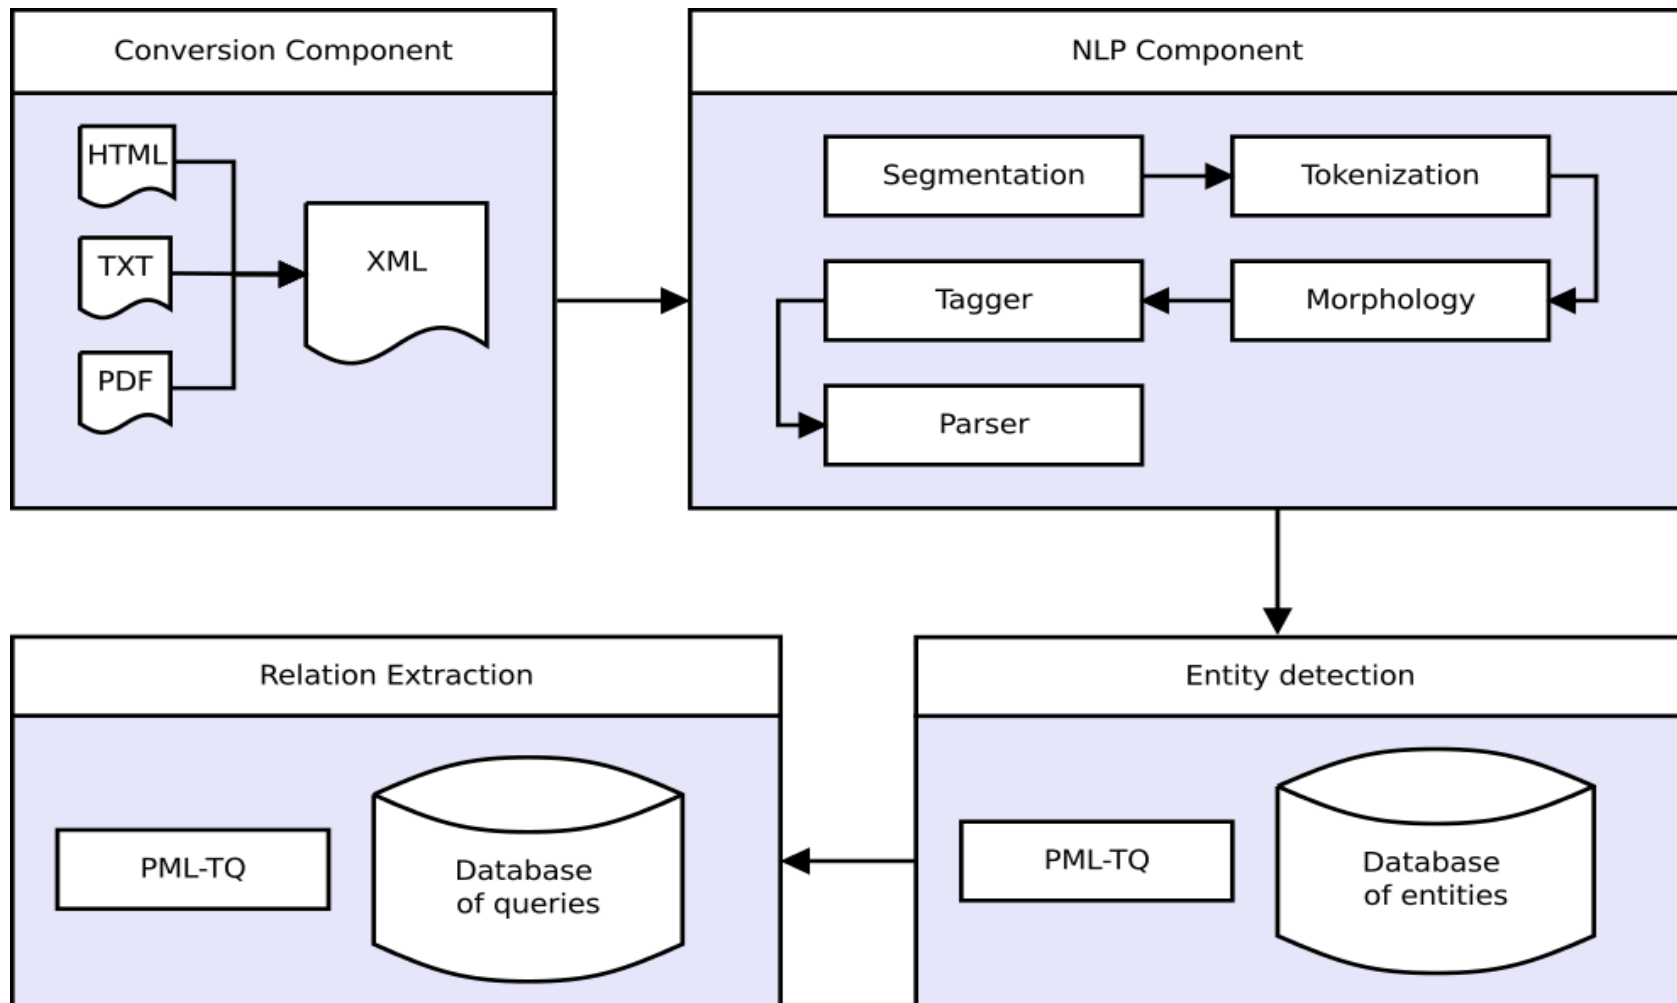 Conversion Component
NLP Component
HTML
TXT
PDF
XML
Segmentation
Tokenization
Tagger
Morphology
Parser
Relation Extraction
Entity detection
PML-TQ
Database
of queries
PML-TQ
Database
of entities